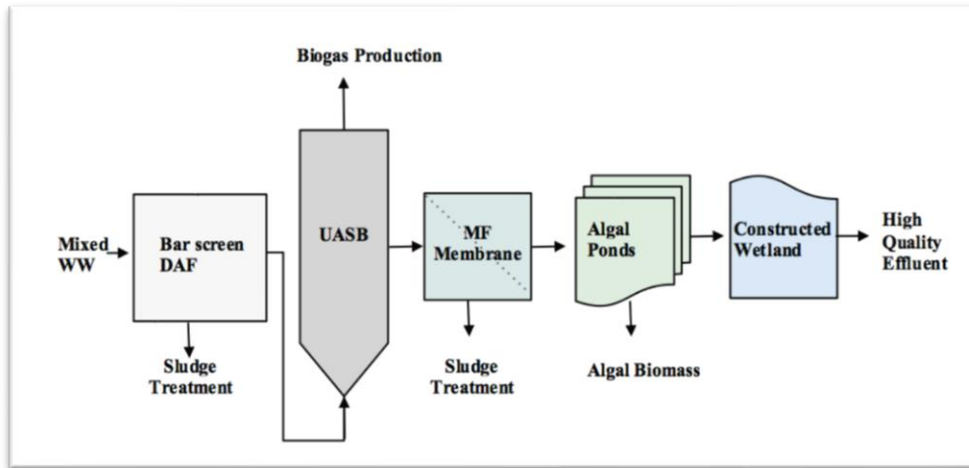 Biogas Production
Mixed
WW
Bar screen
DAF
Sludge
Treatment
UASB
MF
Membrane
Sludge
Treatment
Algal
Ponds
Algal Biomass
Constructed
Wetland
High
Quality
Effluent